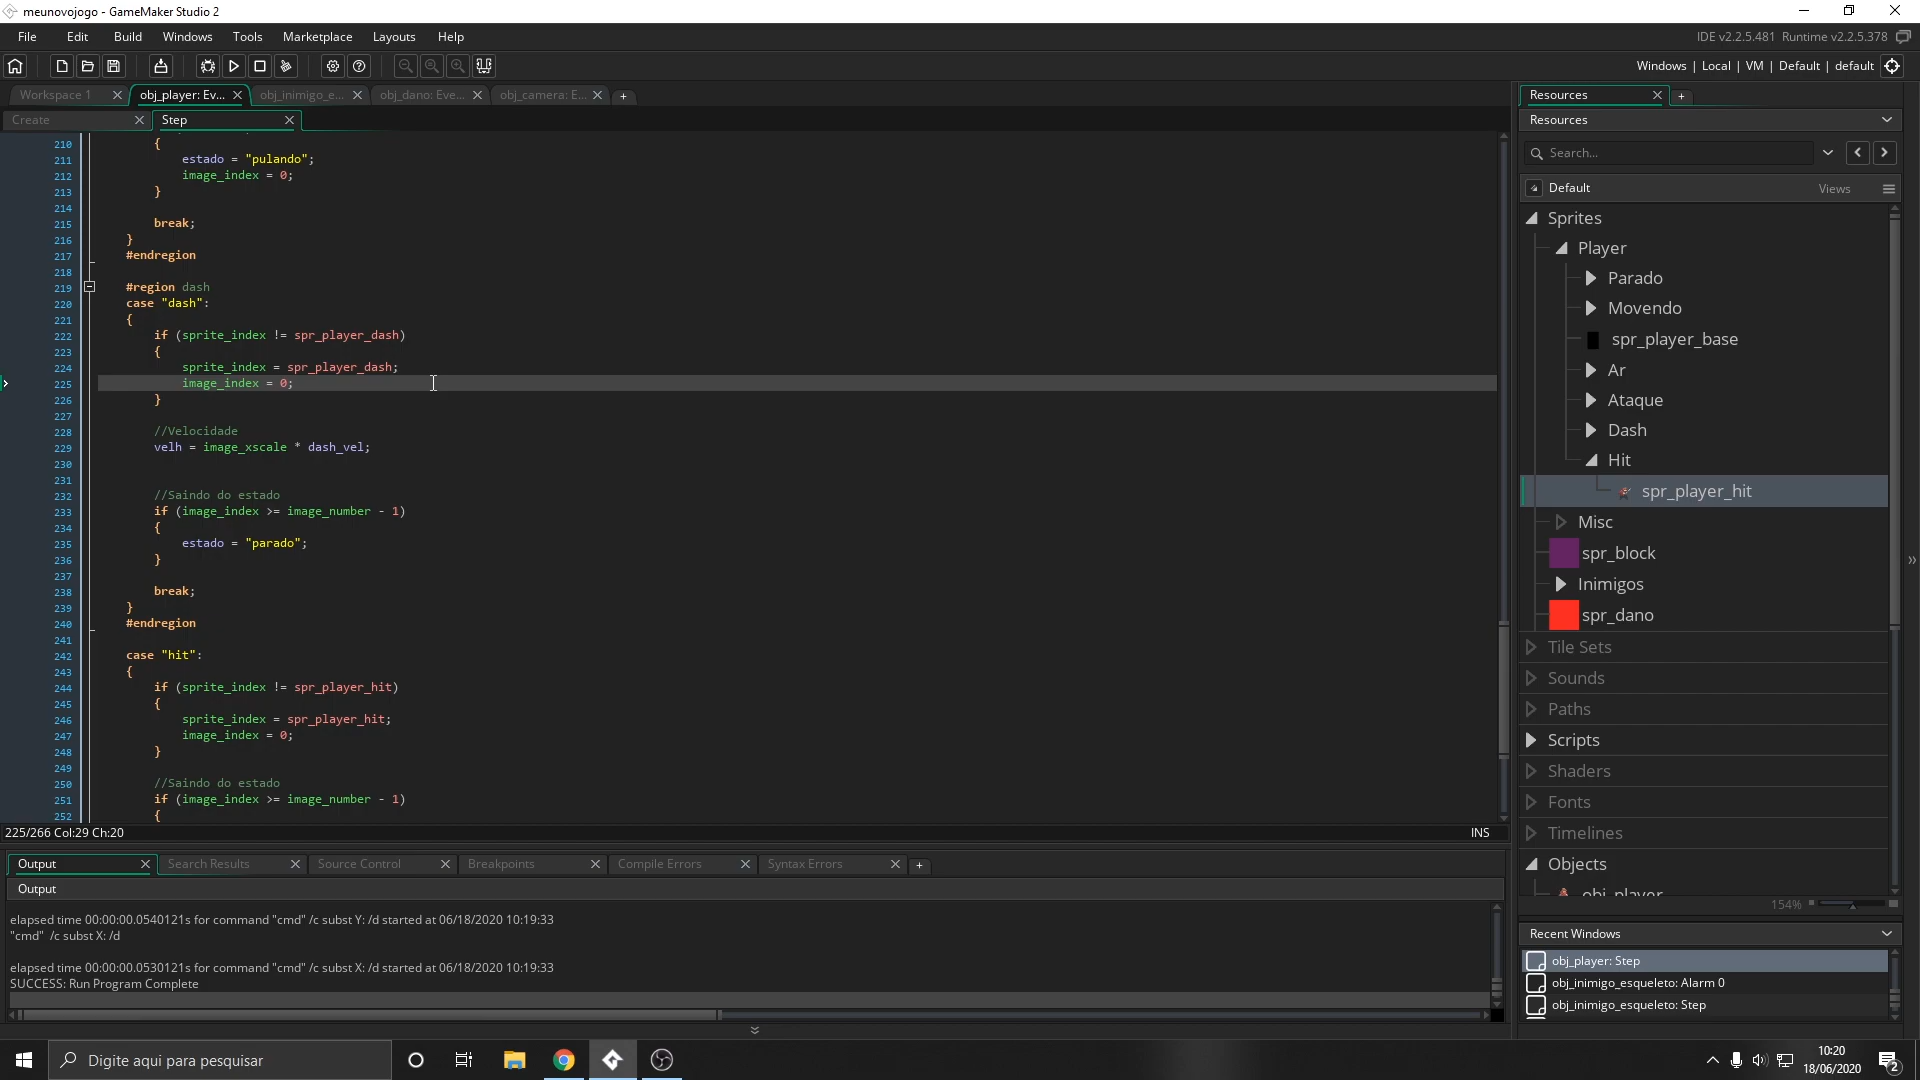 meunovojogo - GameMaker Studio 2
File Edit Build Windows Tools Marketplace Layouts Help
IDE v2.2.5.481 Runtime v2.2.5.378
Windows | Local | VM | Default | default
Workspace 1
obj_player: Ev...
obj_inimigo_e...
obj_dano: Eve...
obj_camera: E...
+
Create
Step
210 {
211 estado = "pulando";
212 image_index = 0;
213 }
214
215 break;
216 }
217 #endregion
218
219 #region dash
220 case "dash":
221 {
222 if (sprite_index != spr_player_dash)
223 {
224 sprite_index = spr_player_dash;
225 image_index = 0;
226 }
227
228 //Velocidade
229 velh = image_xscale * dash_vel;
230
231
232 //Saindo do estado
233 if (image_index >= image_number - 1)
234 {
235 estado = "parado";
236 }
237
238 break;
239 }
240 #endregion
241
242 case "hit":
243 {
244 if (sprite_index != spr_player_hit)
245 {
246 sprite_index = spr_player_hit;
247 image_index = 0;
248 }
249
250 //Saindo do estado
251 if (image_index >= image_number - 1)
252 {
225/266 Col:29 Ch:20
INS
Output
Search Results
Source Control
Breakpoints
Compile Errors
Syntax Errors
+
Output
elapsed time 00:00:00.0540121s for command "cmd" /c subst Y: /d started at 06/18/2020 10:19:33
"cmd" /c subst X: /d
elapsed time 00:00:00.0530121s for command "cmd" /c subst X: /d started at 06/18/2020 10:19:33
SUCCESS: Run Program Complete
Resources
+
Resources
Search...
Default
Views
Sprites
Player
Parado
Movendo
spr_player_base
Ar
Ataque
Dash
Hit
spr_player_hit
Misc
spr_block
Inimigos
spr_dano
Tile Sets
Sounds
Paths
Scripts
Shaders
Fonts
Timelines
Objects
obj_player
154%
Recent Windows
obj_player: Step
obj_inimigo_esqueleto: Alarm 0
obj_inimigo_esqueleto: Step
Digite aqui para pesquisar
10:20
18/06/2020
2